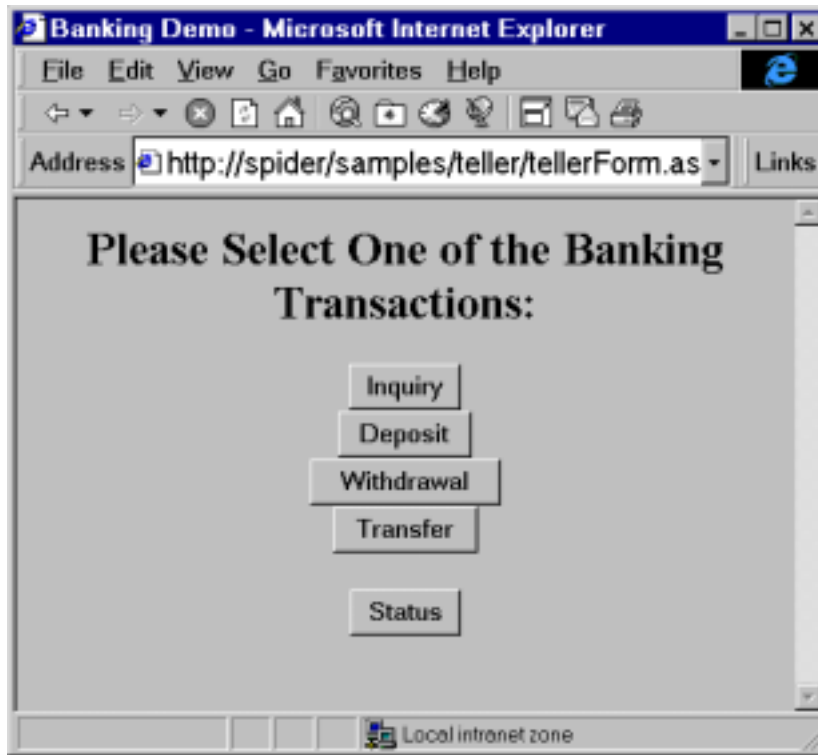 Banking Demo - Microsoft Internet Explorer
File Edit View Go Favorites Help
Address http://spider/samples/teller/tellerForm.as Links
Please Select One of the Banking
Transactions:
Inquiry
Deposit
Withdrawal
Transfer
Status
Local intranet zone